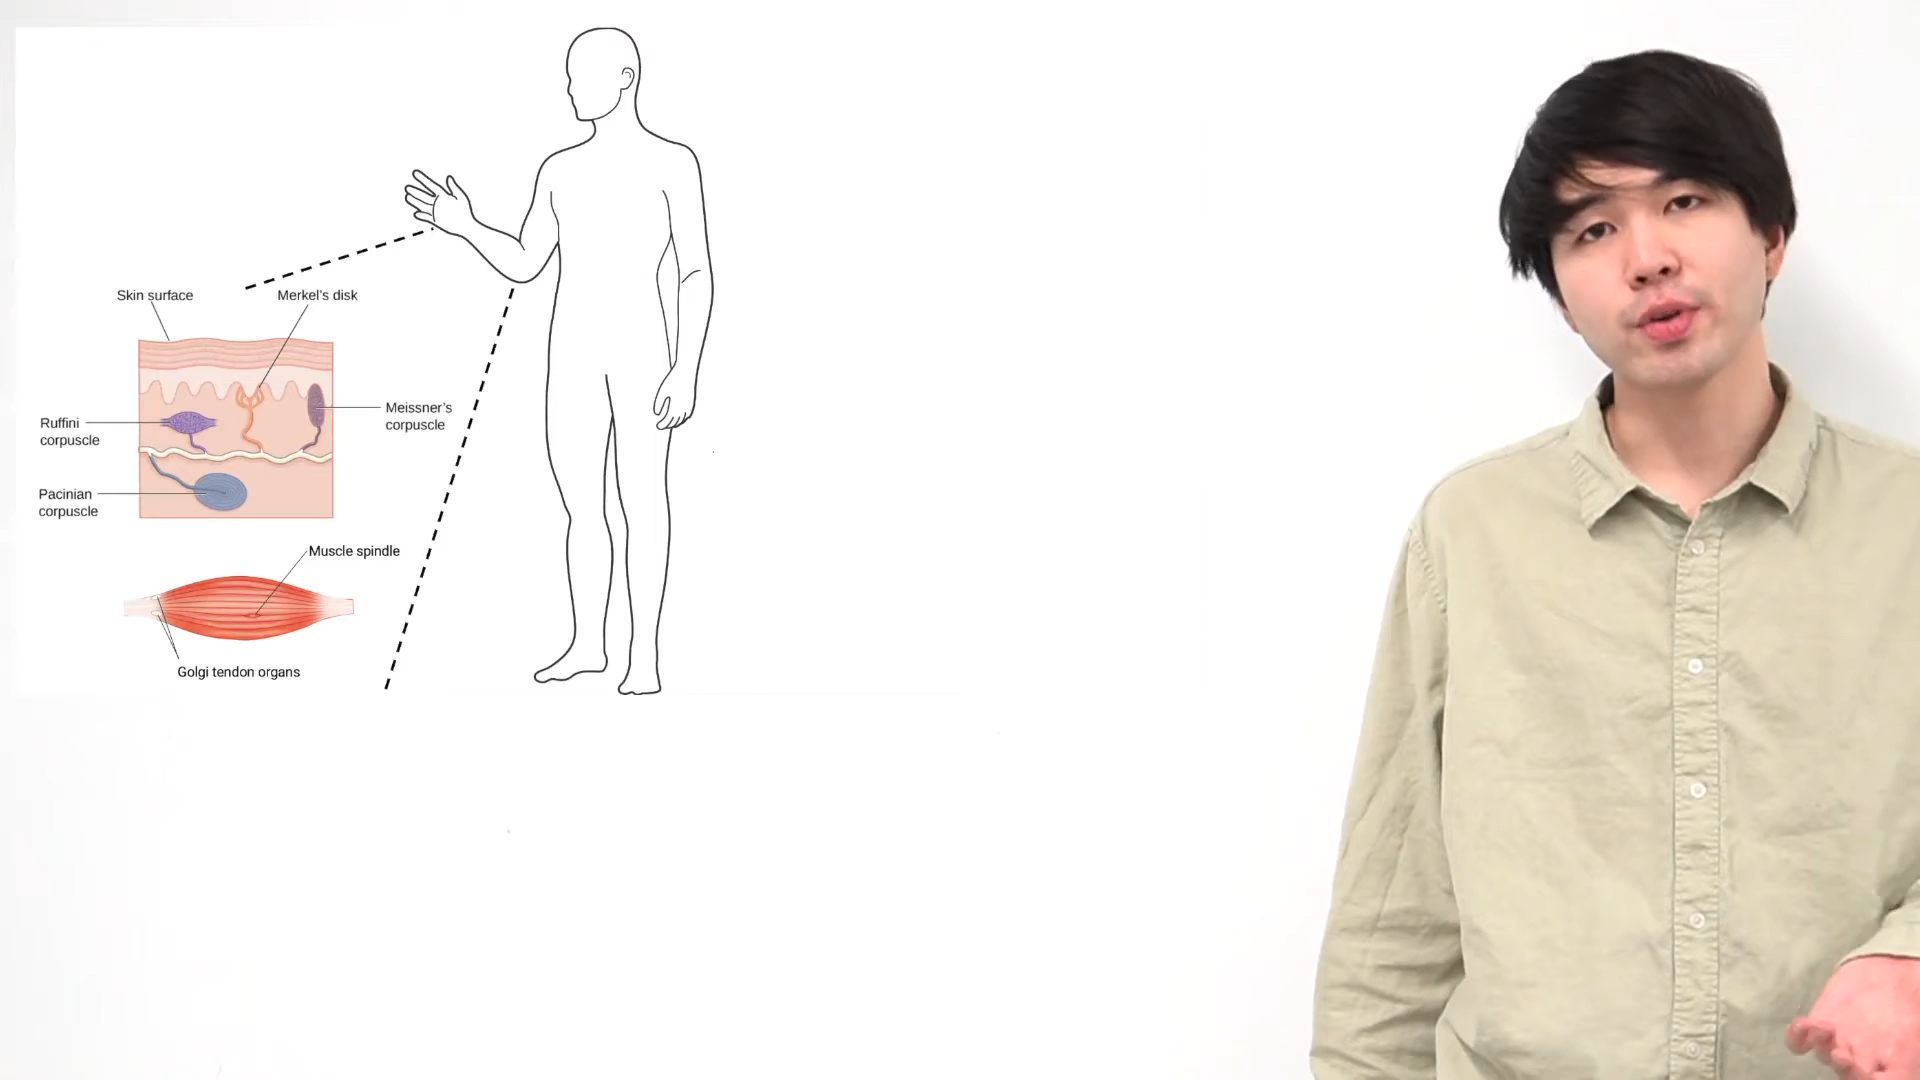 Skin surface
Merkel's disk
Meissner's
corpuscle
Ruffini
corpuscle
Pacinian
corpuscle
Muscle spindle
Golgi tendon organs